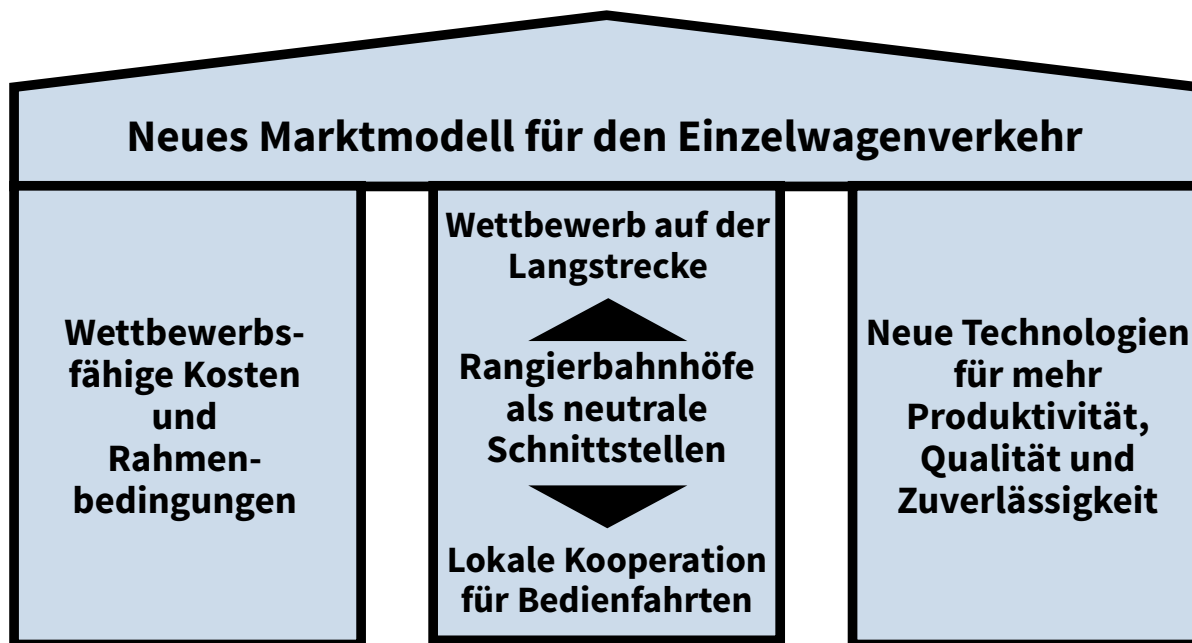 Neues Marktmodell für den Einzelwagenverkehr
Wettbewerbs-
fähige Kosten
und
Rahmen-
bedingungen
Wettbewerb auf der
Langstrecke
Rangierbahnhöfe
als neutrale
Schnittstellen
Lokale Kooperation
für Bedienfahrten
Neue Technologien
für mehr
Produktivität,
Qualität und
Zuverlässigkeit